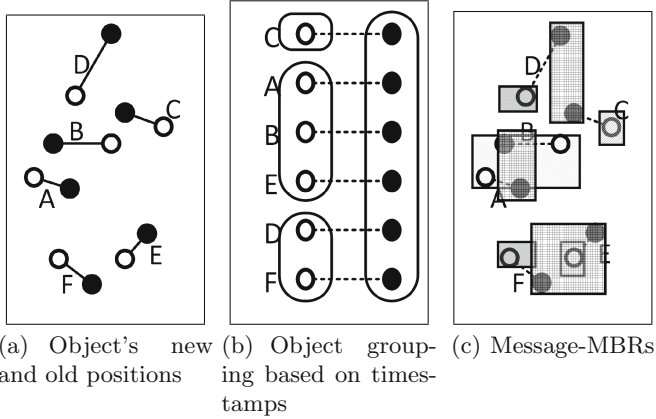 D
C
B
A
E
F
C
A
B
E
D
F
D
C
B
A
E
F
(a) Object's new
and old positions
(b) Object group-
ing based on times-
tamps
(c) Message-MBRs